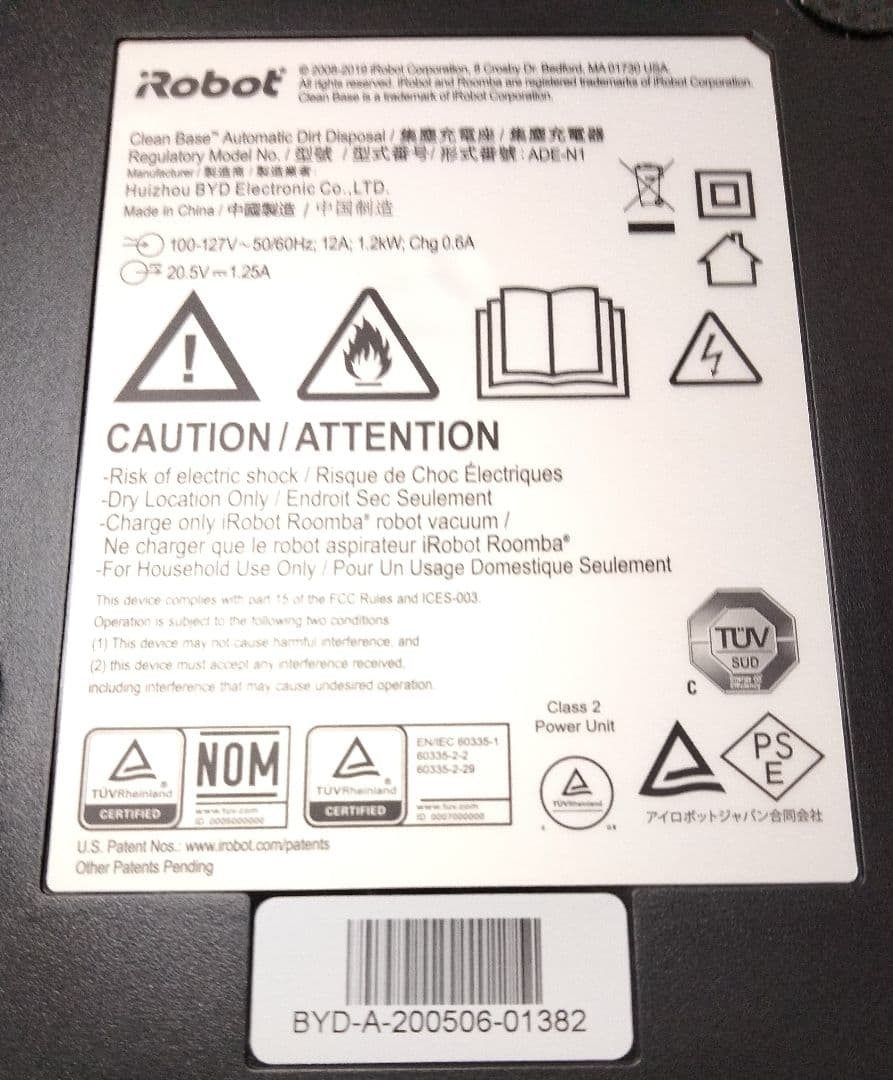 iRobot®
© 2008-2019 iRobot Corporation, 8 Crosby Dr. Bedford, MA 01730 USA
All rights reserved. iRobot and Roomba are registered trademarks of iRobot Corporation.
Clean Base is a trademark of iRobot Corporation.
Clean Base™ Automatic Dirt Disposal / 集塵充電座 / 集塵充電器
Regulatory Model No. / 型號 / 型式番号/ 形式番號 : ADE-N1
Manufacturer / 製造商 / 製造業者:
Huizhou BYD Electronic Co.,LTD.
Made in China / 中國製造 / 中国制造
100-127V~ 50/60Hz; 12A; 1.2kW; Chg 0.6A
20.5V⎓1.25A
CAUTION / ATTENTION
-Risk of electric shock / Risque de Choc Électriques
-Dry Location Only / Endroit Sec Seulement
-Charge only iRobot Roomba® robot vacuum /
Ne charger que le robot aspirateur iRobot Roomba®
-For Household Use Only / Pour Un Usage Domestique Seulement
This device complies with part 15 of the FCC Rules and ICES-003.
Operation is subject to the following two conditions
(1) This device may not cause harmful interference, and
(2) this device must accept any interference received,
including interference that may cause undesired operation.
TÜV
SÜD
C
Class 2
Power Unit
TÜVRheinland®
CERTIFIED
NOM
www.tuv.com
TÜVRheinland®
CERTIFIED
EN/IEC 60335-1
60335-2-2
60335-2-29
www.tuv.com
TÜVRheinland
PS
E
アイロボットジャパン合同会社
U.S. Patent Nos.: www.irobot.com/patents
Other Patents Pending
BYD-A-200506-01382